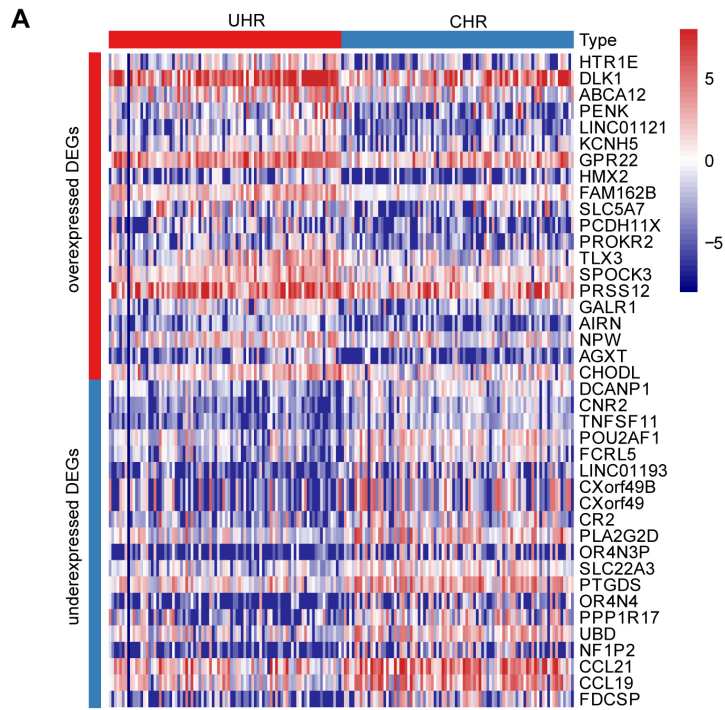 A
UHR
CHR
Type
overexpressed DEGs
underexpressed DEGs
HTR1E
DLK1
ABCA12
PENK
LINC01121
KCNH5
GPR22
HMX2
FAM162B
SLC5A7
PCDH11X
PROKR2
TLX3
SPOCK3
PRSS12
GALR1
AIRN
NPW
AGXT
CHODL
DCANP1
CNR2
TNFSF11
POU2AF1
FCRL5
LINC01193
CXorf49B
CXorf49
CR2
PLA2G2D
OR4N3P
SLC22A3
PTGDS
OR4N4
PPP1R17
UBD
NF1P2
CCL21
CCL19
FDCSP
5
0
−5